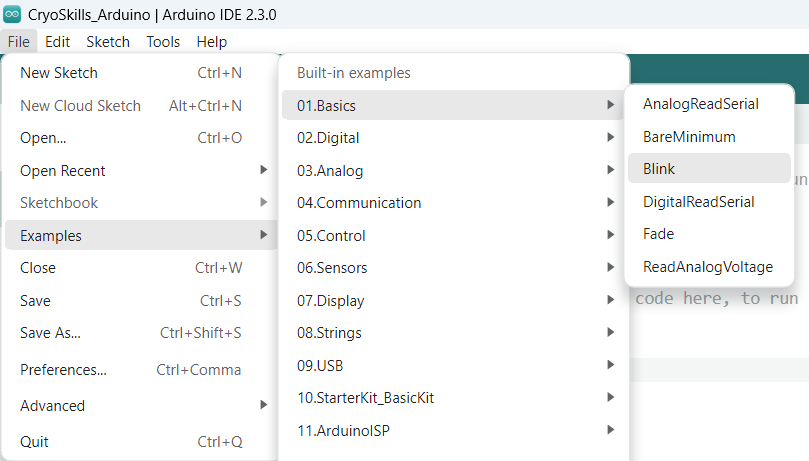 CryoSkills_Arduino | Arduino IDE 2.3.0
File Edit Sketch Tools Help
New Sketch Ctrl+N
New Cloud Sketch Alt+Ctrl+N
Open... Ctrl+O
Open Recent
Sketchbook
Examples
Close Ctrl+W
Save Ctrl+S
Save As... Ctrl+Shift+S
Preferences... Ctrl+Comma
Advanced
Quit Ctrl+Q
Built-in examples
01.Basics
02.Digital
03.Analog
04.Communication
05.Control
06.Sensors
07.Display
08.Strings
09.USB
10.StarterKit_BasicKit
11.ArduinoISP
AnalogReadSerial
BareMinimum
Blink
DigitalReadSerial
Fade
ReadAnalogVoltage
un
code here, to run